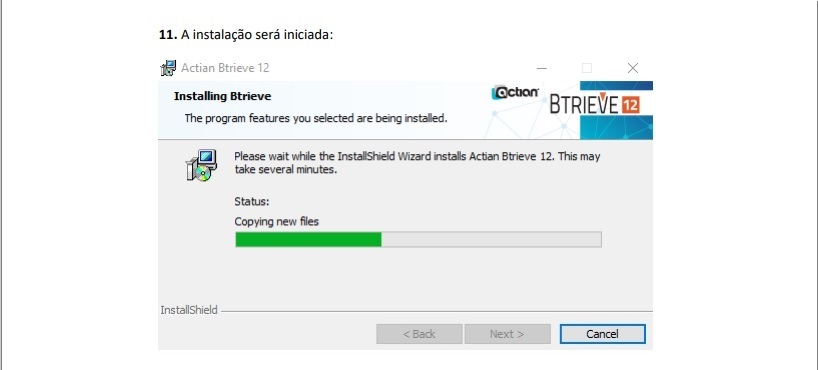 11. A instalação será iniciada:
Actian Btrieve 12
Installing Btrieve
The program features you selected are being installed.
Actian
BTRIEVE 12
Please wait while the InstallShield Wizard installs Actian Btrieve 12. This may
take several minutes.
Status:
Copying new files
InstallShield
< Back
Next >
Cancel